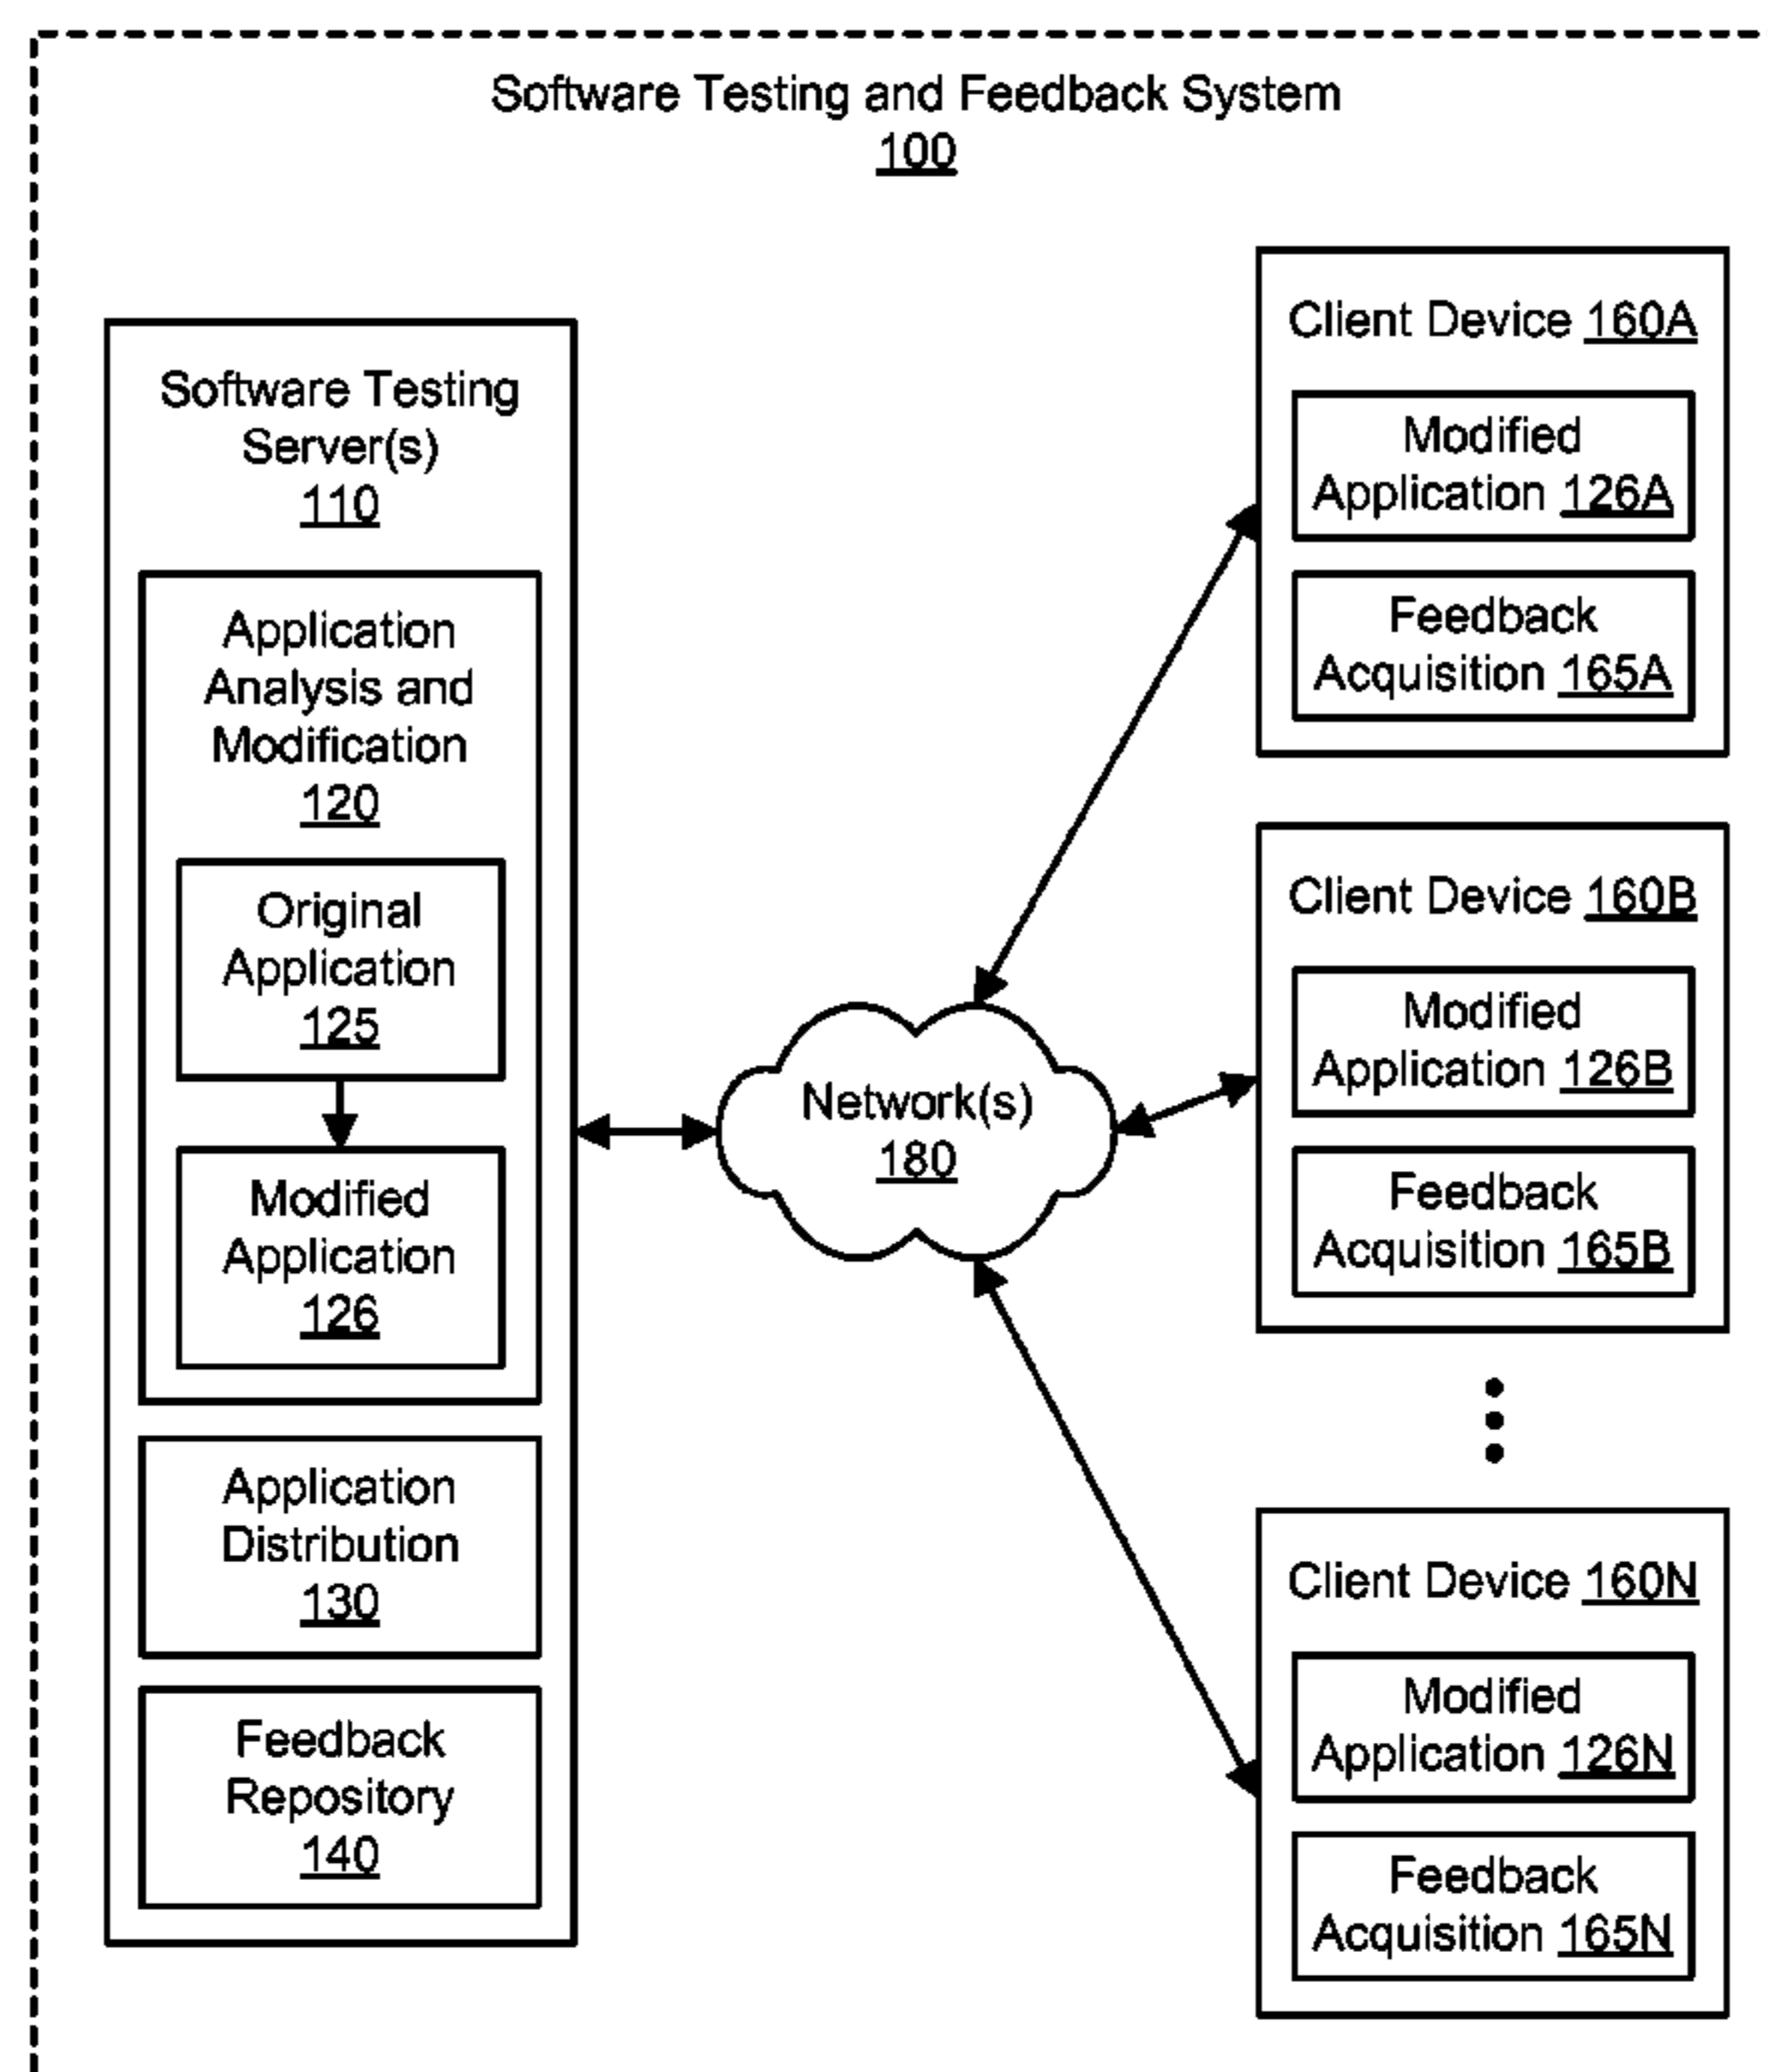 Software Testing and Feedback System
100
Software Testing
Server(s)
110
Application
Analysis and
Modification
120
Original
Application
125
Modified
Application
126
Application
Distribution
130
Feedback
Repository
140
Network(s)
180
Client Device 160A
Modified
Application 126A
Feedback
Acquisition 165A
Client Device 160B
Modified
Application 126B
Feedback
Acquisition 165B
Client Device 160N
Modified
Application 126N
Feedback
Acquisition 165N